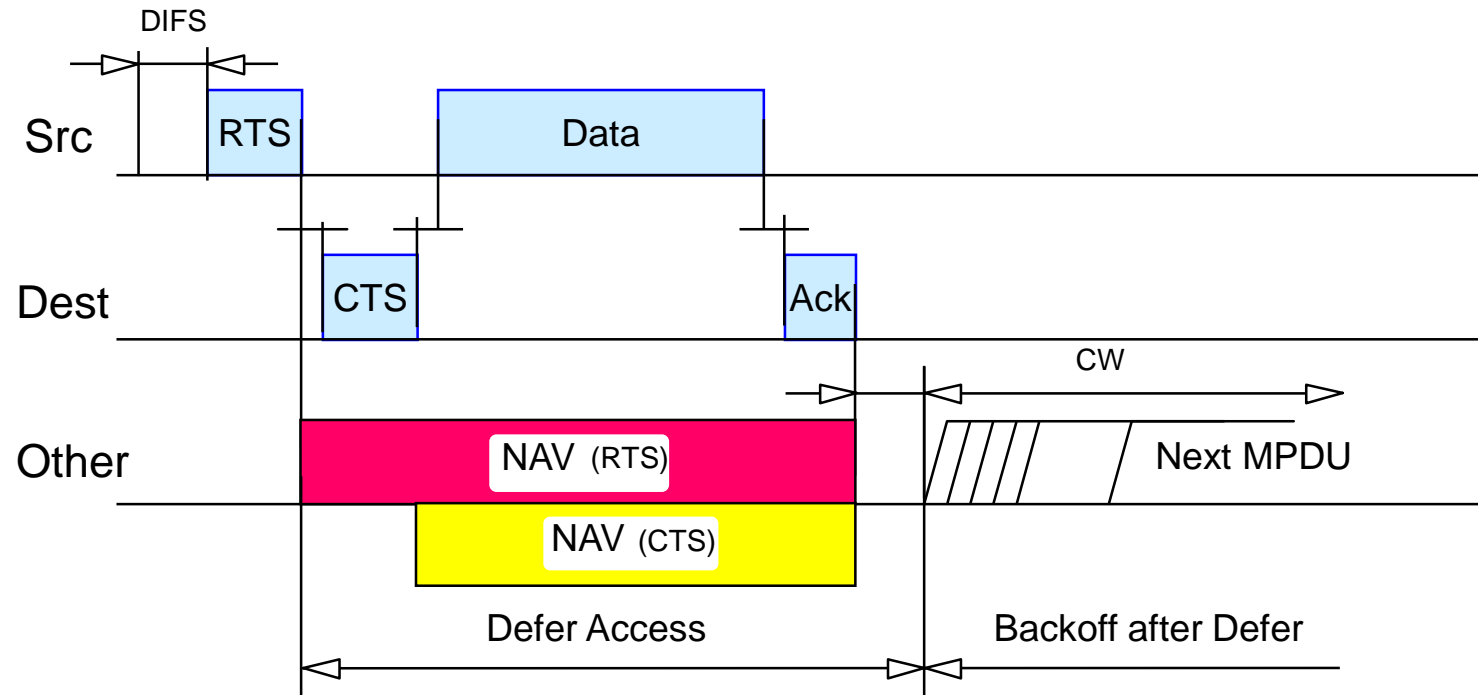 DIFS
Src
RTS
Data
Dest
CTS
Ack
CW
Other
NAV (RTS)
Next MPDU
NAV (CTS)
Defer Access
Backoff after Defer